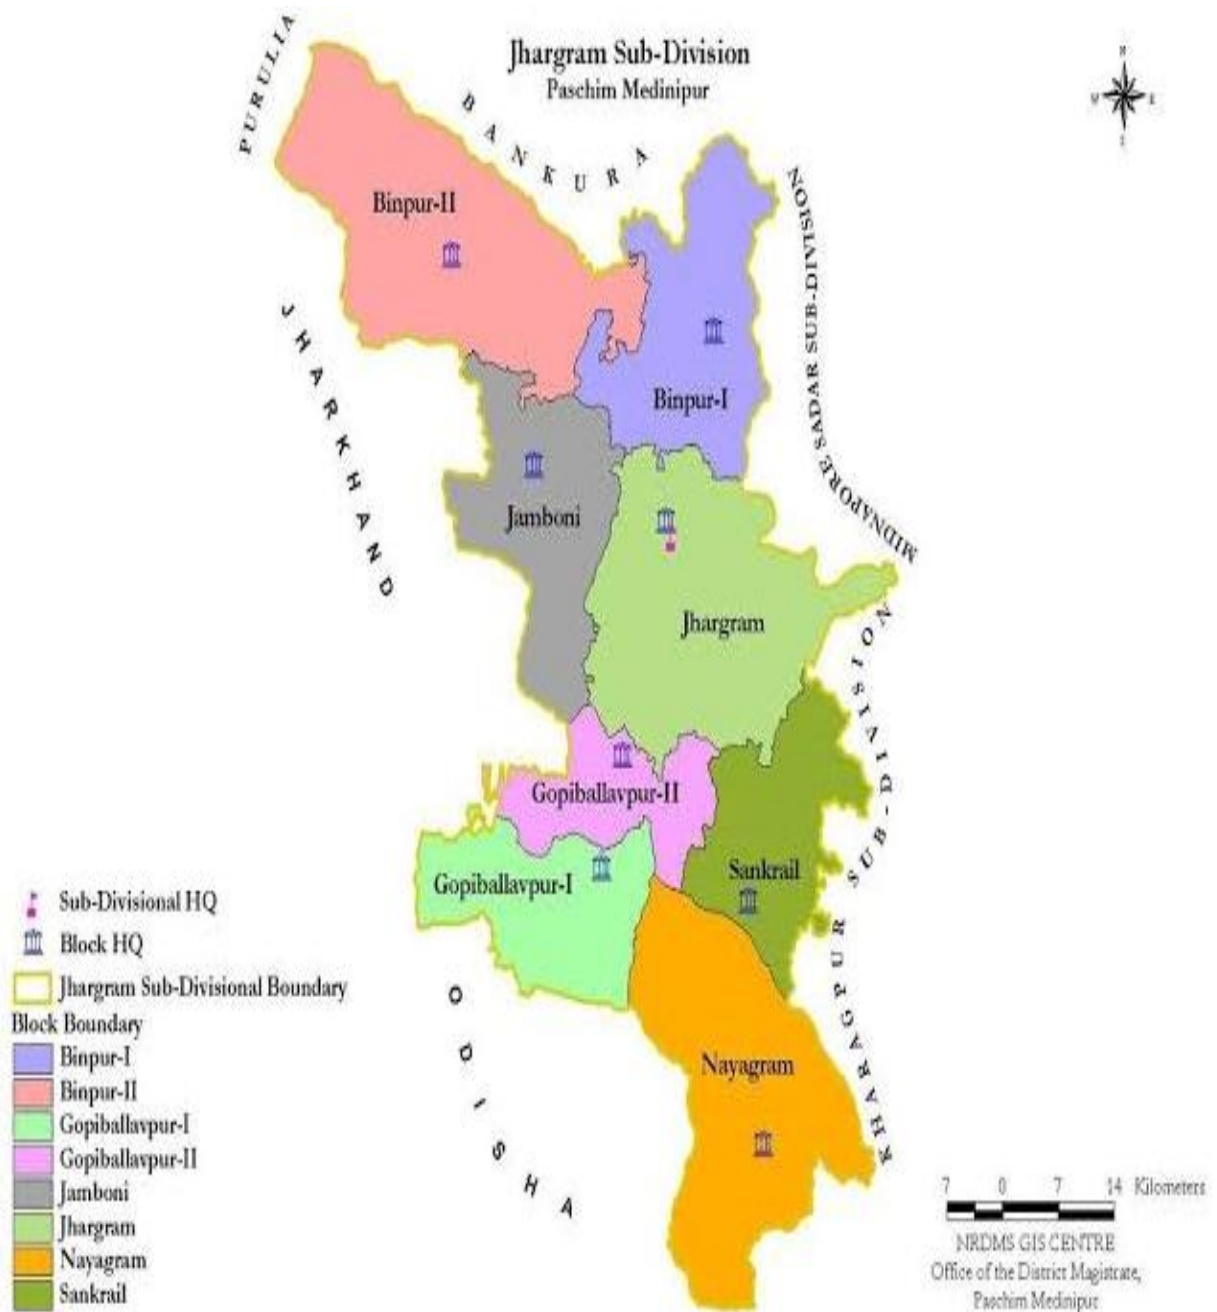 Jhargram Sub-Division
Paschim Medinipur
PURULIA
BANKURA
N
W E
S
Binpur-II
MIDNAPORE SADAR SUB-DIVISION
JHARKHAND
Binpur-I
Jamboni
Jhargram
KHARAGPUR SUB-DIVISION
Gopiballavpur-II
Sankrail
Gopiballavpur-I
ODISHA
Nayagram
Sub-Divisional HQ
Block HQ
Jhargram Sub-Divisional Boundary
Block Boundary
Binpur-I
Binpur-II
Gopiballavpur-I
Gopiballavpur-II
Jamboni
Jhargram
Nayagram
Sankrail
7 0 7 14 Kilometers
NRDMS GIS CENTRE
Office of the District Magistrate,
Paschim Medinipur